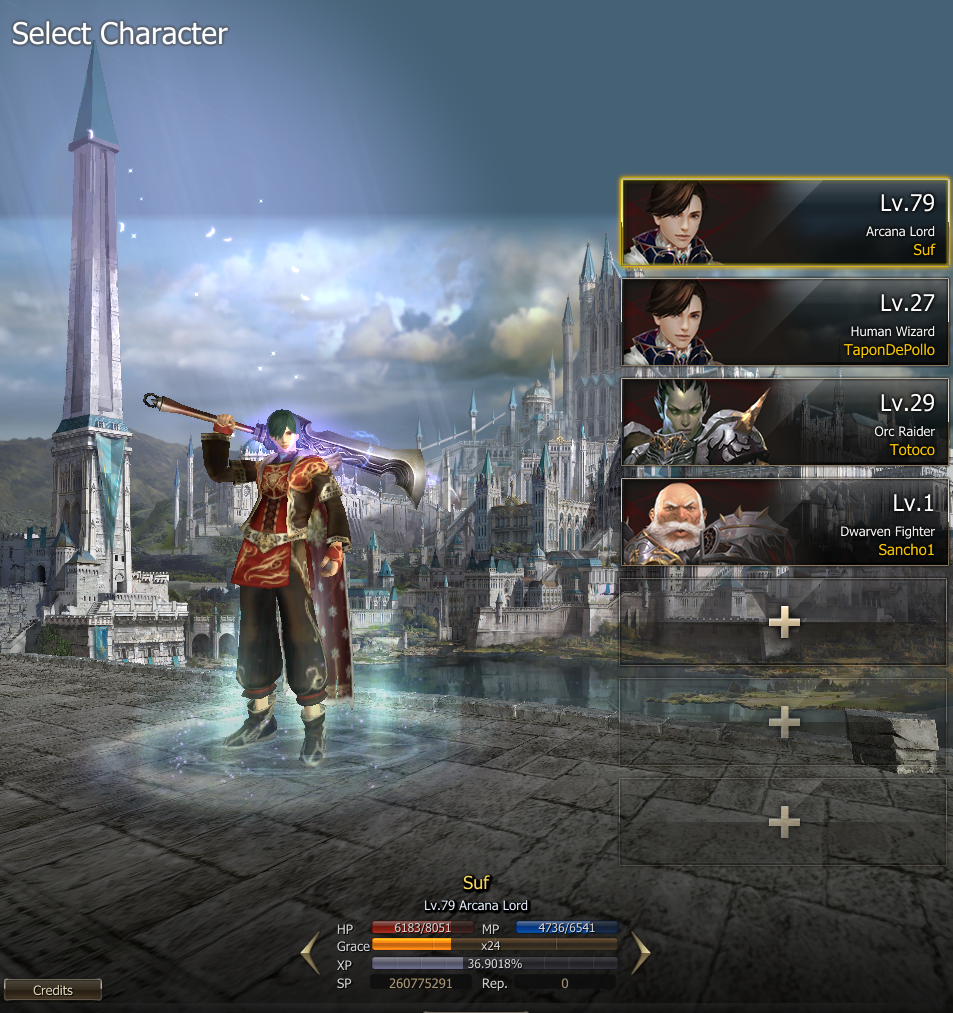 Select Character
Lv.79
Arcana Lord
Suf
Lv.27
Human Wizard
TaponDePollo
Lv.29
Orc Raider
Totoco
Lv.1
Dwarven Fighter
Sancho1
Suf
Lv.79 Arcana Lord
HP 6183/8051 MP 4736/6541
Grace x24
XP 36.9018%
SP 260775291 Rep. 0
Credits